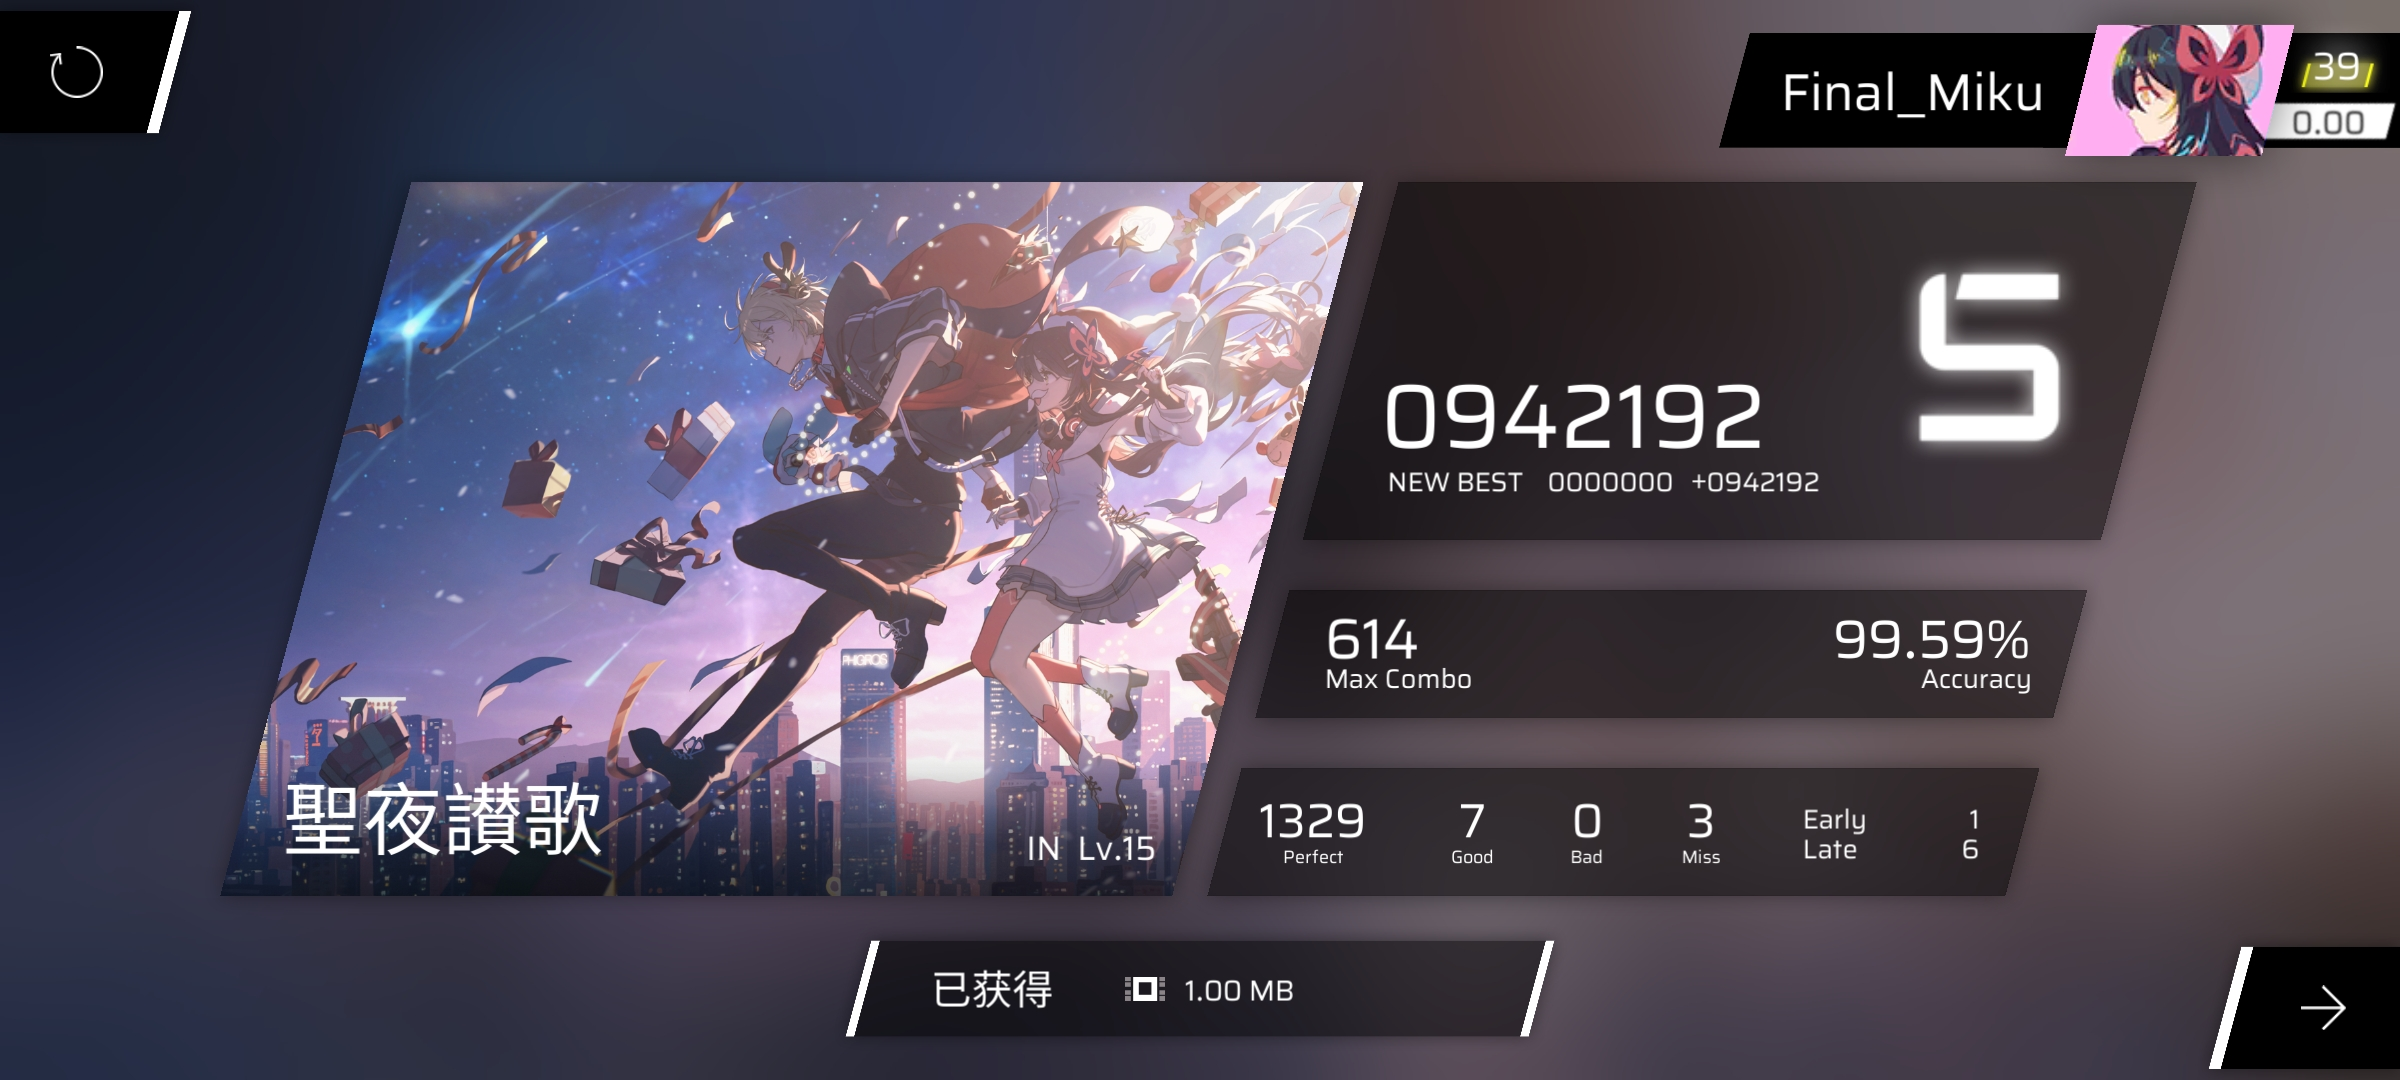 Final_Miku
39
0.00
PHIGROS
聖夜讃歌
IN Lv.15
S
0942192
NEW BEST 0000000 +0942192
614
Max Combo
99.59%
Accuracy
1329
Perfect
7
Good
0
Bad
3
Miss
Early 1
Late 6
已获得 1.00 MB